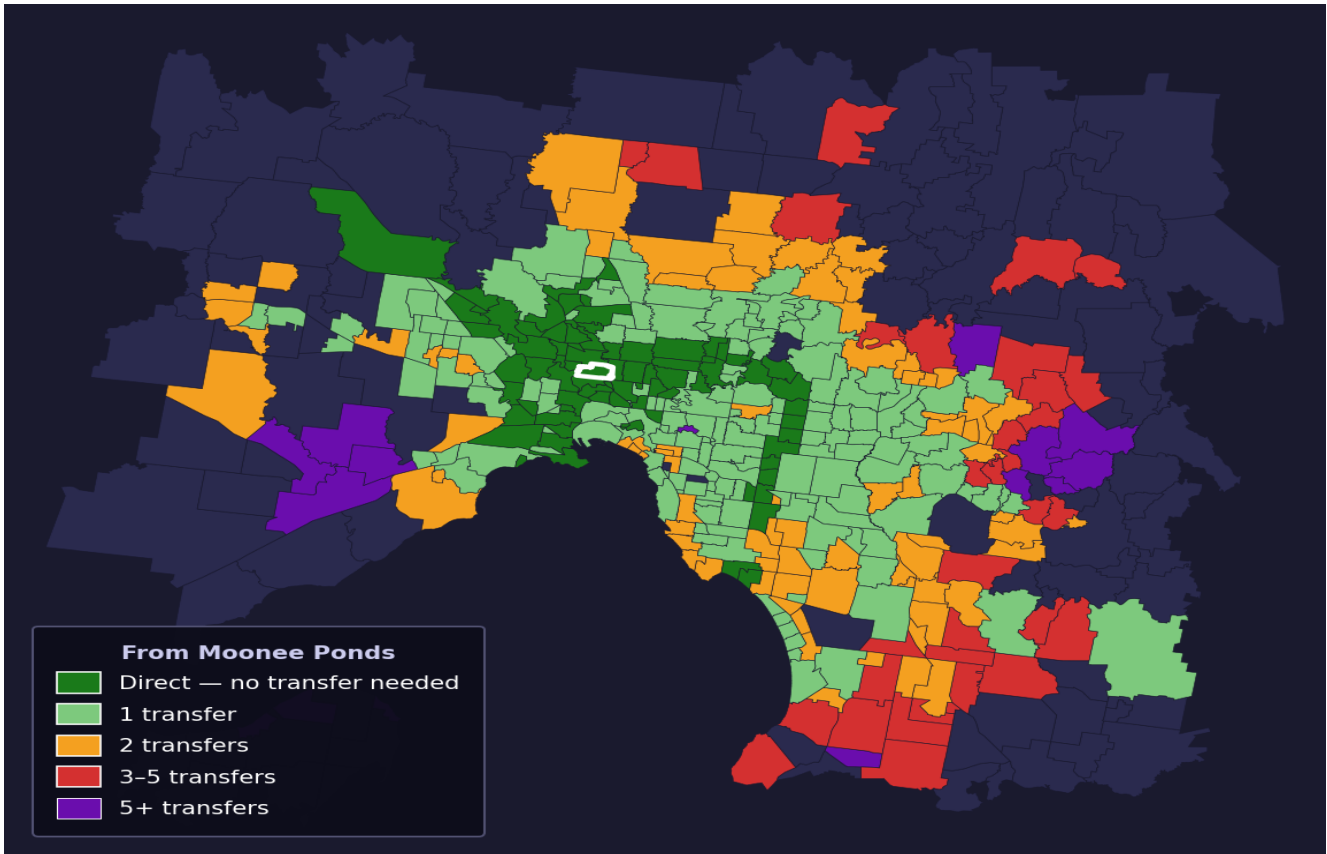 From Moonee Ponds
Direct — no transfer needed
1 transfer
2 transfers
3–5 transfers
5+ transfers